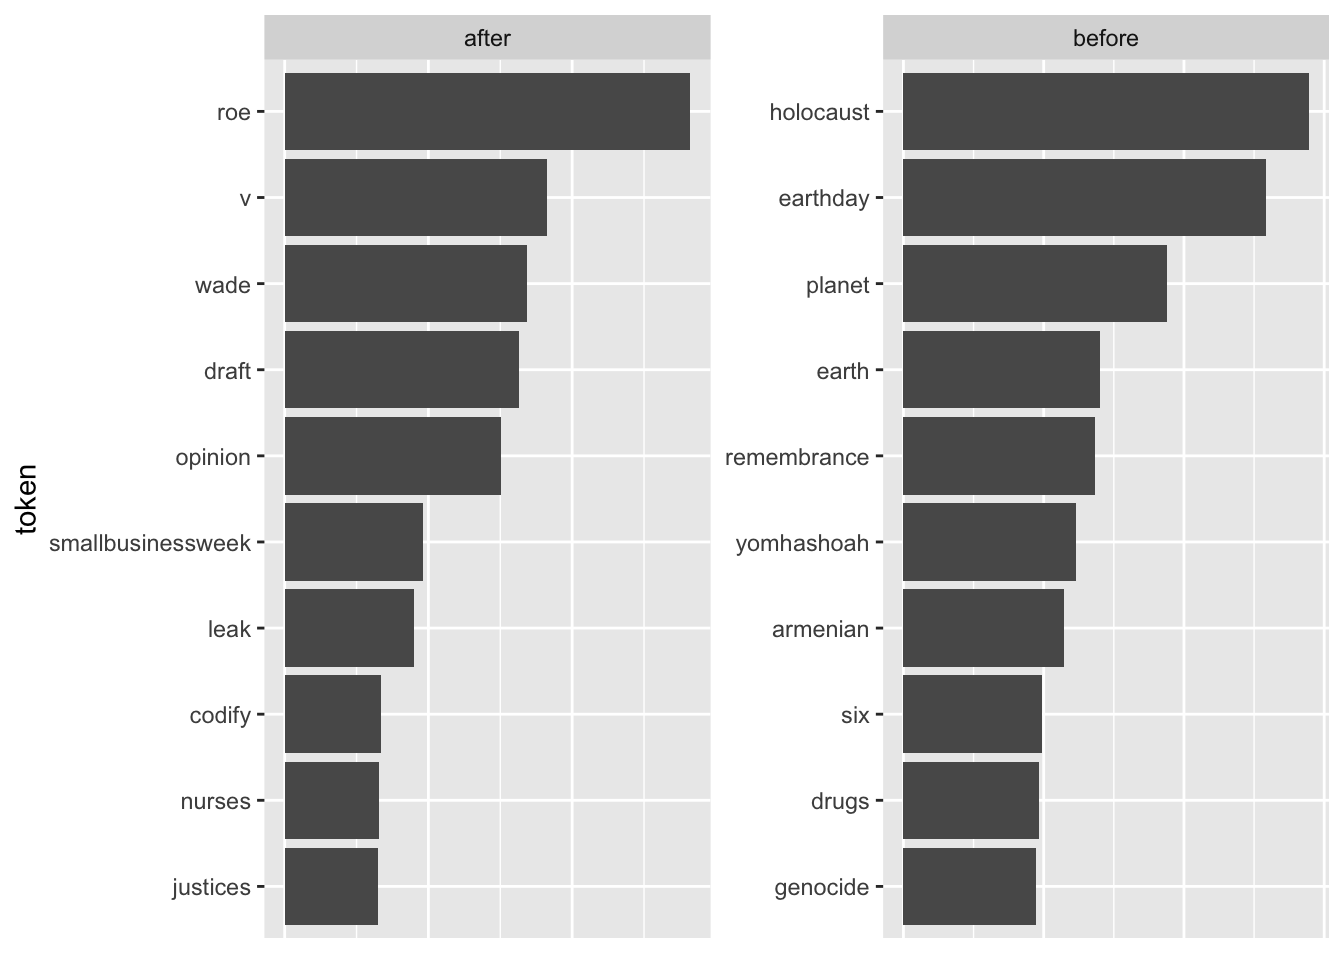 after
roe
v
wade
draft
opinion
smallbusinessweek
leak
codify
nurses
justices
before
holocaust
earthday
planet
earth
remembrance
yomhashoah
armenian
six
drugs
genocide
token